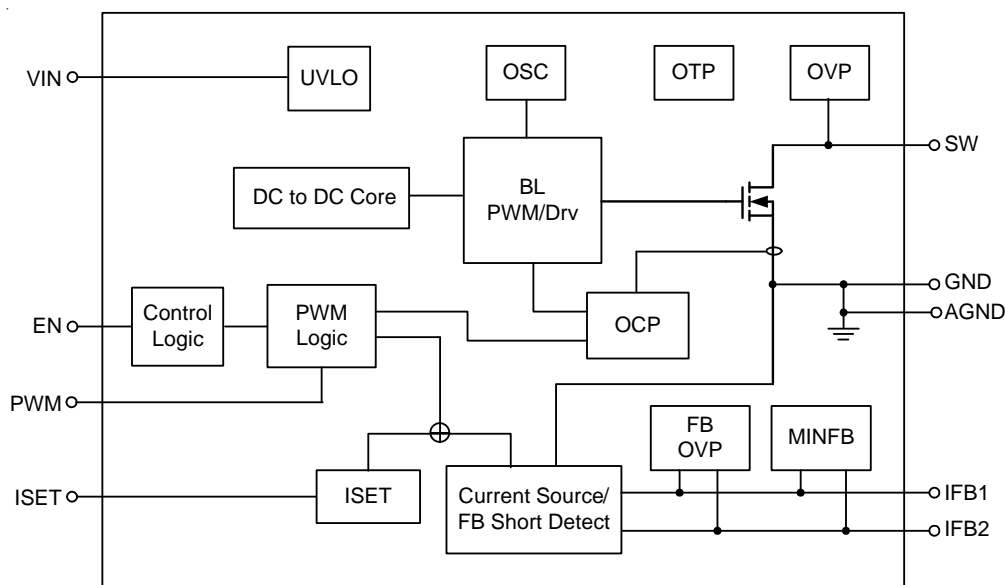 VIN
UVLO
OSC
OTP
OVP
SW
DC to DC Core
BL
PWM/Drv
GND
EN
Control
Logic
PWM
Logic
OCP
AGND
PWM
FB
OVP
MINFB
ISET
ISET
Current Source/
FB Short Detect
IFB1
IFB2